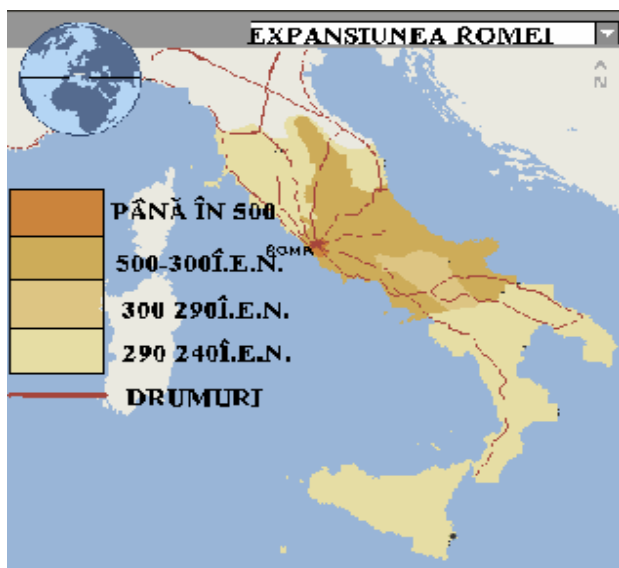 EXPANSIUNEA ROMEI
N
PÂNĂ ÎN 500
ROMA
500-300Î.E.N.
300 290Î.E.N.
290 240Î.E.N.
DRUMURI